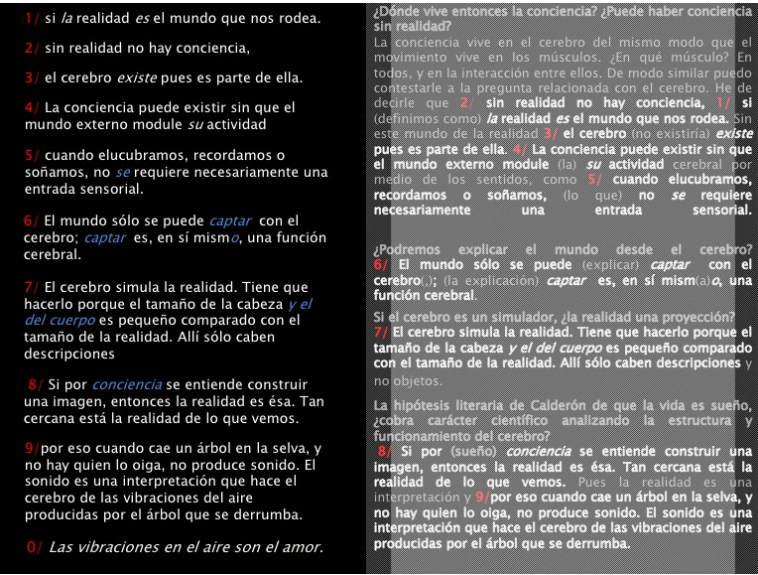 1/ si la realidad es el mundo que nos rodea.
2/ sin realidad no hay conciencia,
3/ el cerebro existe pues es parte de ella.
4/ La conciencia puede existir sin que el
mundo externo module su actividad
5/ cuando elucubramos, recordamos o
soñamos, no se requiere necesariamente una
entrada sensorial.
6/ El mundo sólo se puede captar con el
cerebro; captar es, en sí mismo, una función
cerebral.
7/ El cerebro simula la realidad. Tiene que
hacerlo porque el tamaño de la cabeza y el
del cuerpo es pequeño comparado con el
tamaño de la realidad. Allí sólo caben
descripciones
8/ Si por conciencia se entiende construir
una imagen, entonces la realidad es ésa. Tan
cercana está la realidad de lo que vemos.
9/por eso cuando cae un árbol en la selva, y
no hay quien lo oiga, no produce sonido. El
sonido es una interpretación que hace el
cerebro de las vibraciones del aire
producidas por el árbol que se derrumba.
0/ Las vibraciones en el aire son el amor.
¿Dónde vive entonces la conciencia? ¿Puede haber conciencia
sin realidad?
La conciencia vive en el cerebro del mismo modo que el
movimiento vive en los músculos. ¿En qué músculo? En
todos, y en la interacción entre ellos. De modo similar puedo
contestarle a la pregunta relacionada con el cerebro. He de
decirle que 2/ sin realidad no hay conciencia, 1/ si
(definimos como) la realidad es el mundo que nos rodea. Sin
este mundo de la realidad 3/ el cerebro (no existiría) existe
pues es parte de ella. 4/ La conciencia puede existir sin que
el mundo externo module (la) su actividad cerebral por
medio de los sentidos, como 5/ cuando elucubramos,
recordamos o soñamos, (lo que) no se requiere
necesariamente una entrada sensorial.
¿Podremos explicar el mundo desde el cerebro?
6/ El mundo sólo se puede (explicar) captar con el
cerebro(,); (la explicación) captar es, en sí mism(a)o, una
función cerebral.
Si el cerebro es un simulador, ¿la realidad una proyección?
7/ El cerebro simula la realidad. Tiene que hacerlo porque el
tamaño de la cabeza y el del cuerpo es pequeño comparado
con el tamaño de la realidad. Allí sólo caben descripciones y
no objetos.
La hipótesis literaria de Calderón de que la vida es sueño,
¿cobra carácter científico analizando la estructura y
funcionamiento del cerebro?
8/ Si por (sueño) conciencia se entiende construir una
imagen, entonces la realidad es ésa. Tan cercana está la
realidad de lo que vemos. Pues la realidad es una
interpretación y 9/por eso cuando cae un árbol en la selva, y
no hay quien lo oiga, no produce sonido. El sonido es una
interpretación que hace el cerebro de las vibraciones del aire
producidas por el árbol que se derrumba.